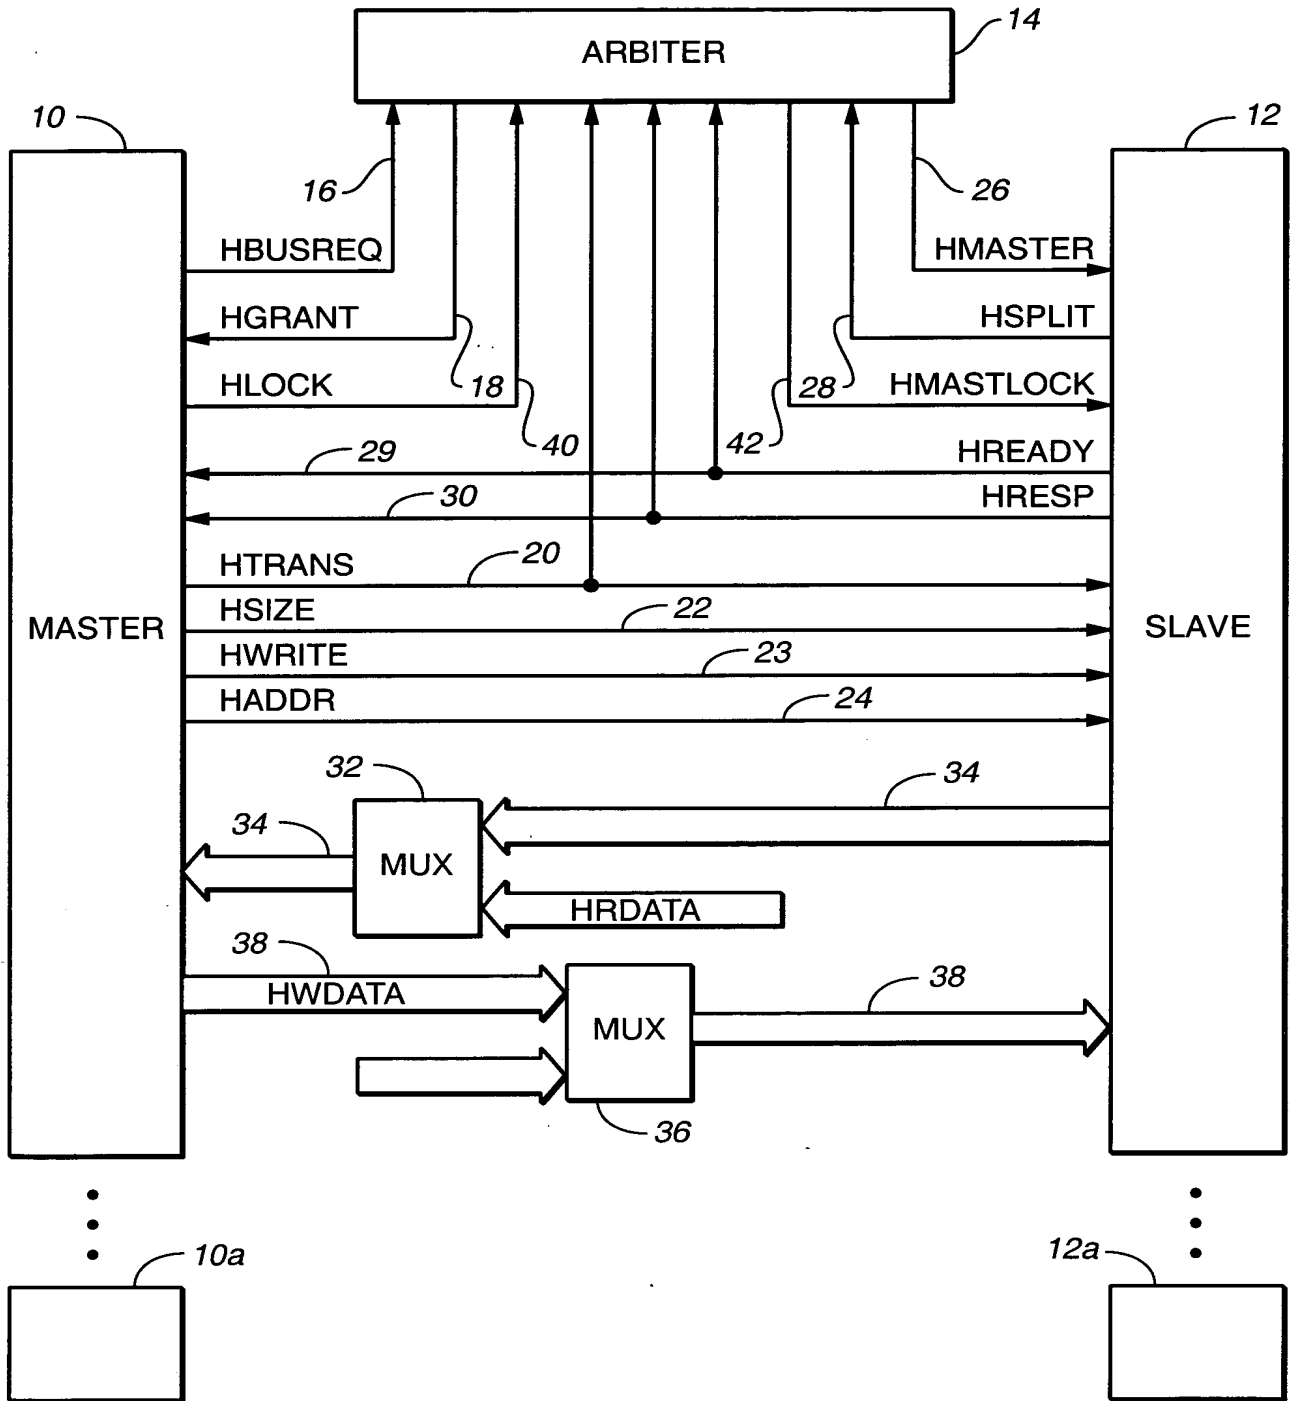 14
ARBITER
10
12
16
26
HBUSREQ
HMASTER
HGRANT
HSPLIT
HLOCK
18
28
HMASTLOCK
40
42
29
HREADY
30
HRESP
HTRANS
20
HSIZE
22
MASTER
SLAVE
HWRITE
23
HADDR
24
32
34
34
MUX
HRDATA
38
HWDATA
38
MUX
36
10a
12a